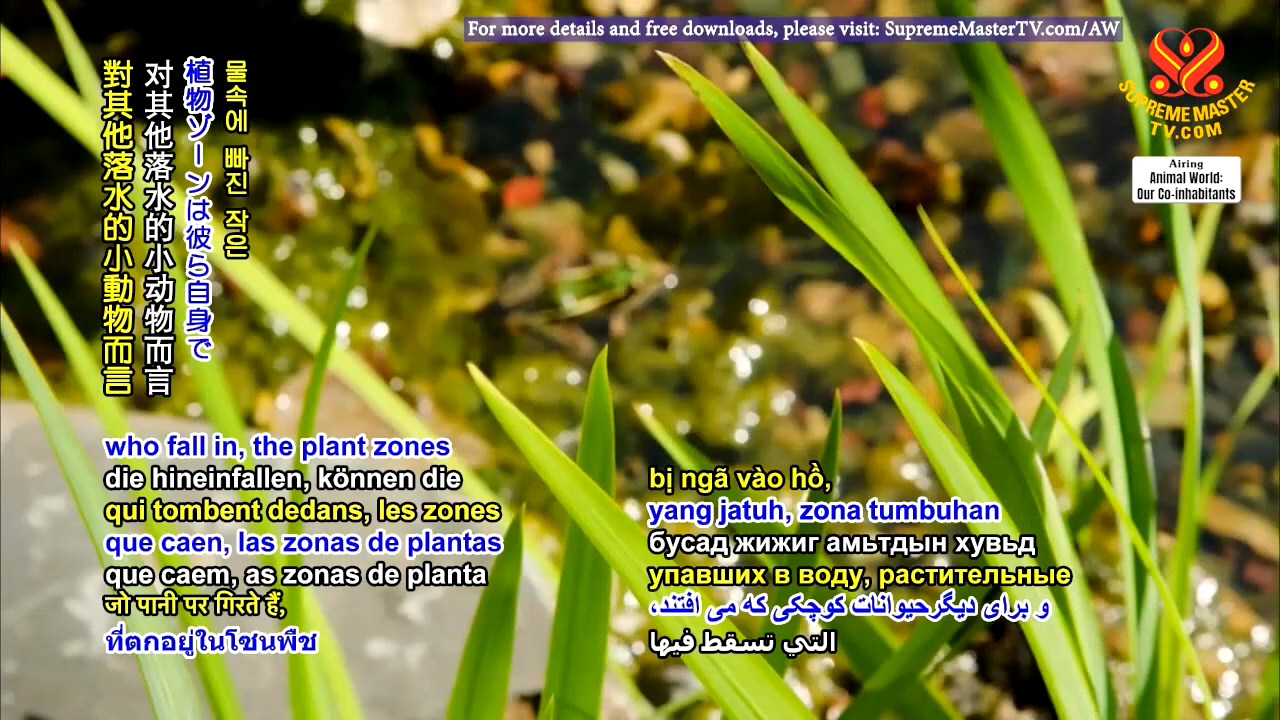 For more details and free downloads, please visit: SupremeMasterTV.com/AW
SUPREME MASTER
TV.COM
Airing
Animal World:
Our Co-inhabitants
對其他落水的小動物而言
对其他落水的小动物而言
植物ゾーンは彼ら自身で
물속에 빠진 작은
who fall in, the plant zones
die hineinfallen, können die
qui tombent dedans, les zones
que caen, las zonas de plantas
que caem, as zonas de planta
जो पानी पर गिरते हैं,
ที่ตกอยู่ในโซนพืช
bị ngã vào hồ,
yang jatuh, zona tumbuhan
бусад жижиг амьтдын хувьд
упавших в воду, растительные
و برای دیگرحیوانات کوچکی که می افتند،
التي تسقط فيها